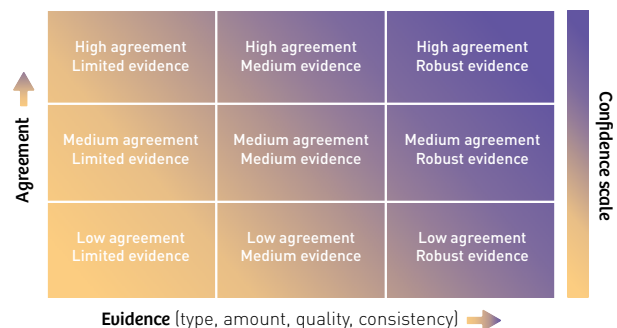 High agreement
Limited evidence
High agreement
Medium evidence
High agreement
Robust evidence
Medium agreement
Limited evidence
Medium agreement
Medium evidence
Medium agreement
Robust evidence
Low agreement
Limited evidence
Low agreement
Medium evidence
Low agreement
Robust evidence
Agreement
Evidence (type, amount, quality, consistency)
Confidence scale